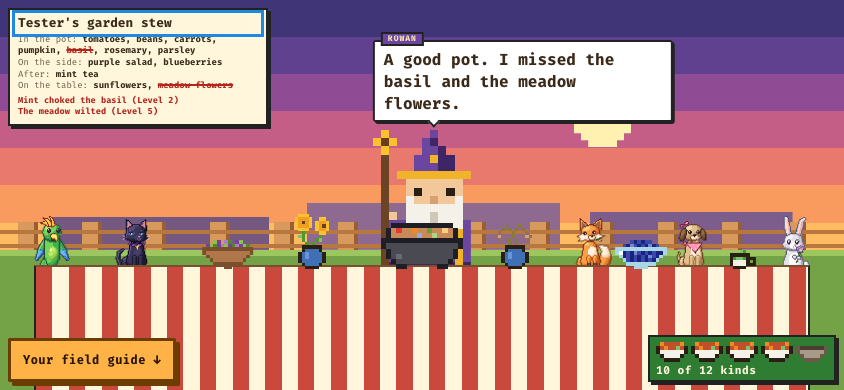 Tester's garden stew
In the pot: tomatoes, beans, carrots,
pumpkin, basil, rosemary, parsley
On the side: purple salad, blueberries
After: mint tea
On the table: sunflowers, meadow flowers
Mint choked the basil (Level 2)
The meadow wilted (Level 5)
ROWAN
A good pot. I missed the
basil and the meadow
flowers.
Your field guide ↓
10 of 12 kinds